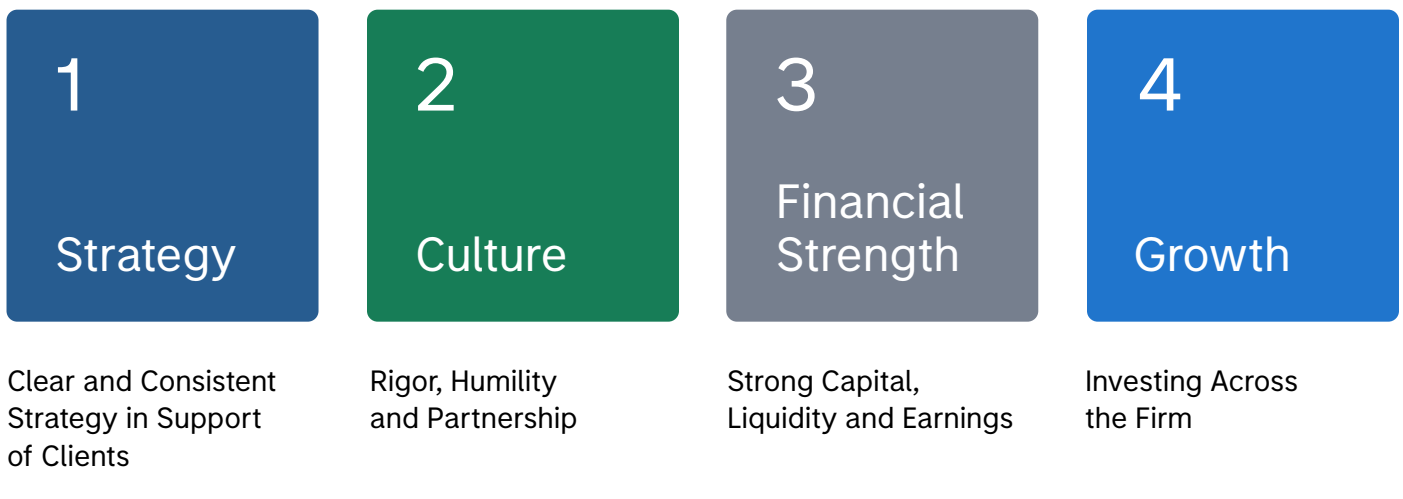 1
Strategy
Clear and Consistent
Strategy in Support
of Clients
2
Culture
Rigor, Humility
and Partnership
3
Financial
Strength
Strong Capital,
Liquidity and Earnings
4
Growth
Investing Across
the Firm